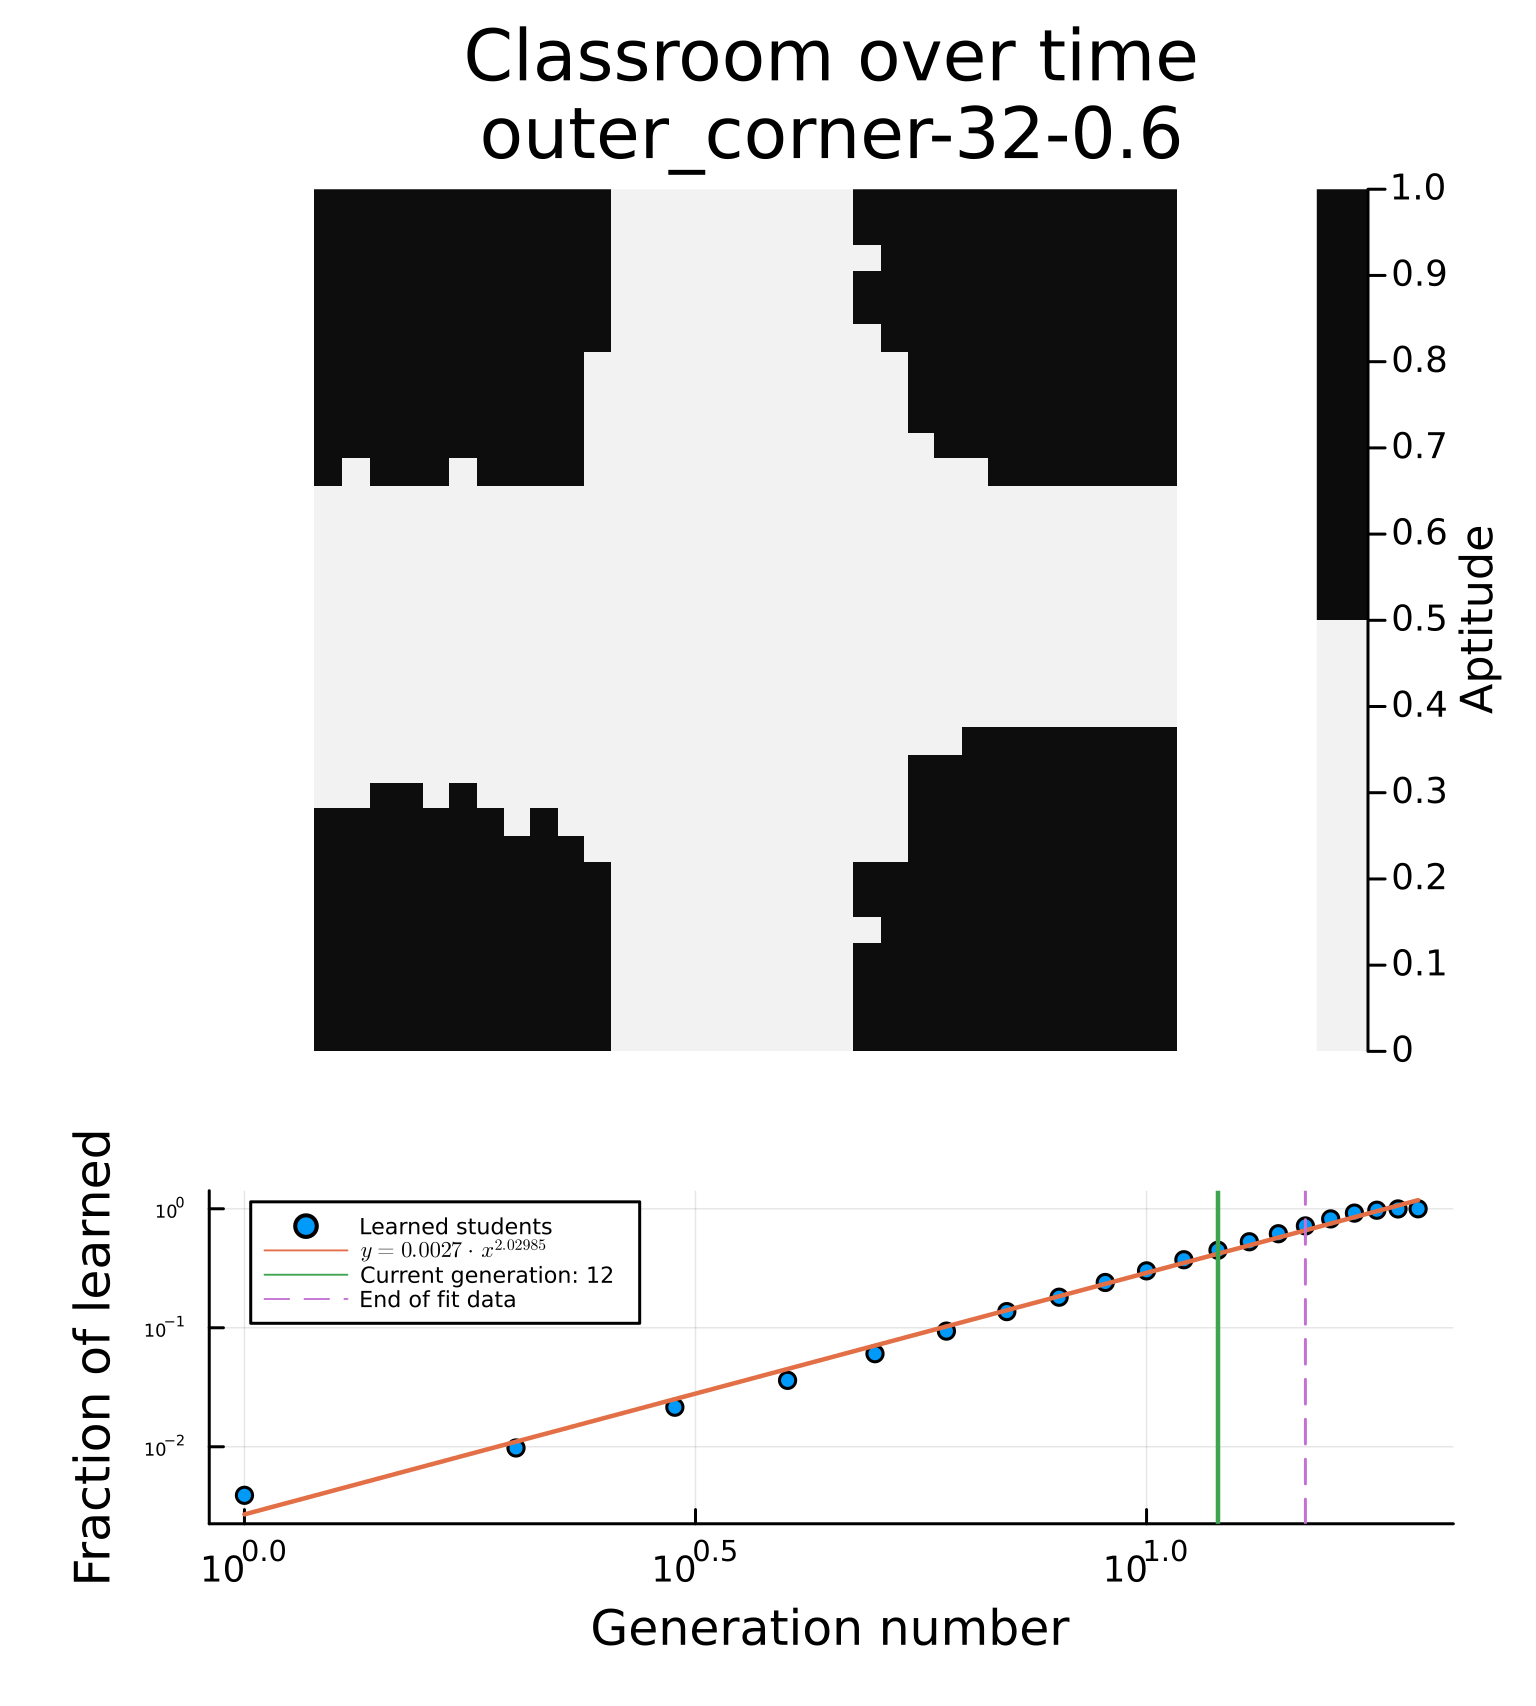 Classroom over time
outer_corner-32-0.6
1.0
0.9
0.8
0.7
0.6
0.5
0.4
0.3
0.2
0.1
0
Aptitude
Fraction of learned
10^0
10^−1
10^−2
Learned students
y = 0.0027 · x^2.02985
Current generation: 12
End of fit data
10^0.0
10^0.5
10^1.0
Generation number